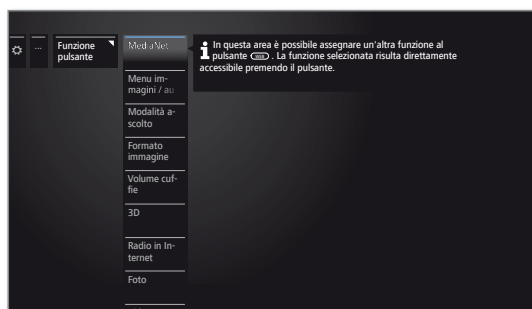 ...
Funzione
pulsante
MediaNet
Menu im-
magini / au
Modalità a-
scolto
Formato
immagine
Volume cuf-
fie
3D
Radio in In-
ternet
Foto
In questa area è possibile assegnare un'altra funzione al
pulsante . La funzione selezionata risulta direttamente
accessibile premendo il pulsante.